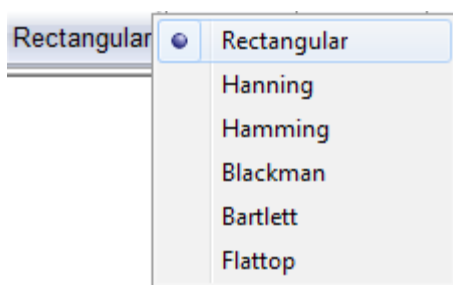 Rectangular
Rectangular
Hanning
Hamming
Blackman
Bartlett
Flattop